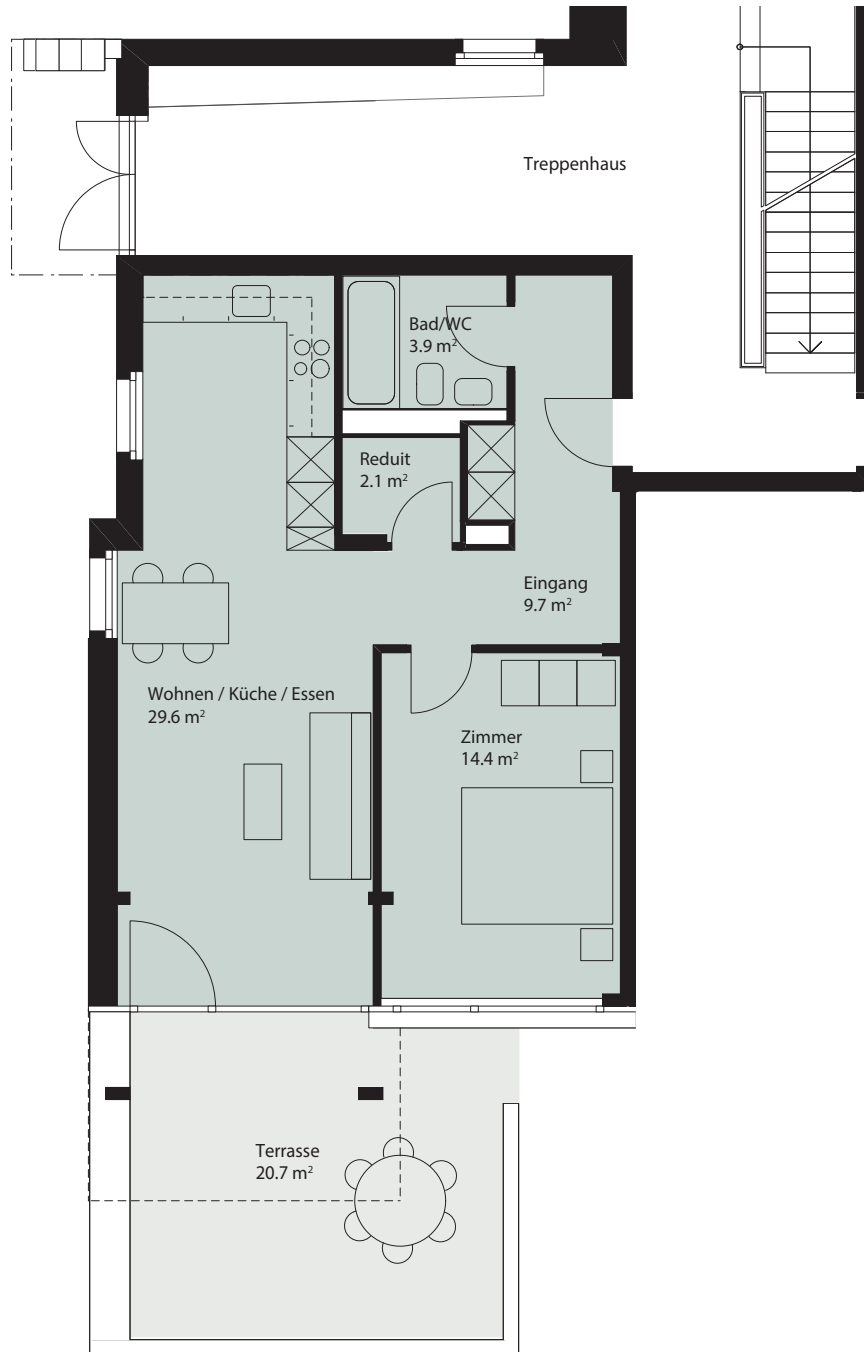 Treppenhaus
Bad/WC
3.9 m²
Reduit
2.1 m²
Eingang
9.7 m²
Wohnen / Küche / Essen
29.6 m²
Zimmer
14.4 m²
Terrasse
20.7 m²